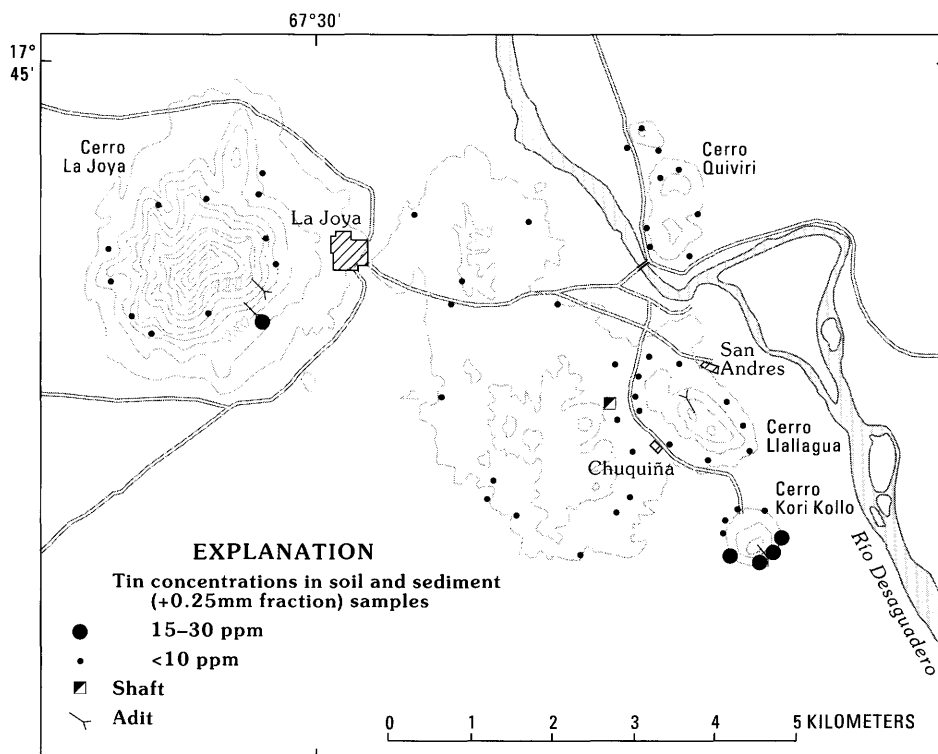 67°30'
17°
45'
Cerro
La Joya
Cerro
Quiviri
La Joya
San
Andres
Cerro
Llallagua
Chuquiña
Cerro
Kori Kollo
Río Desaguadero
EXPLANATION
Tin concentrations in soil and sediment
(+0.25mm fraction) samples
15–30 ppm
<10 ppm
Shaft
Adit
0 1 2 3 4 5 KILOMETERS